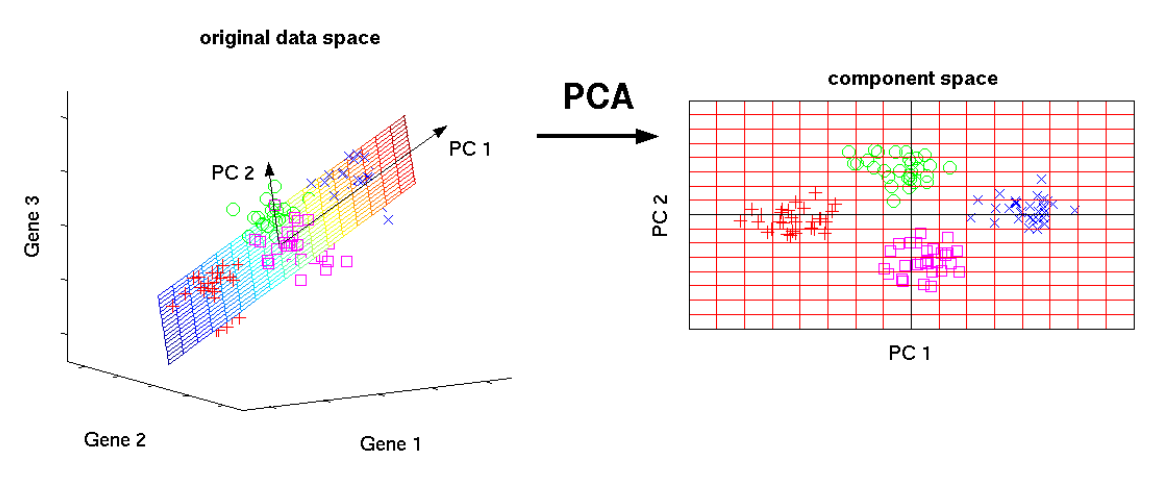 original data space
PC 1
PC 2
Gene 3
Gene 2
Gene 1
PCA
component space
PC 2
PC 1